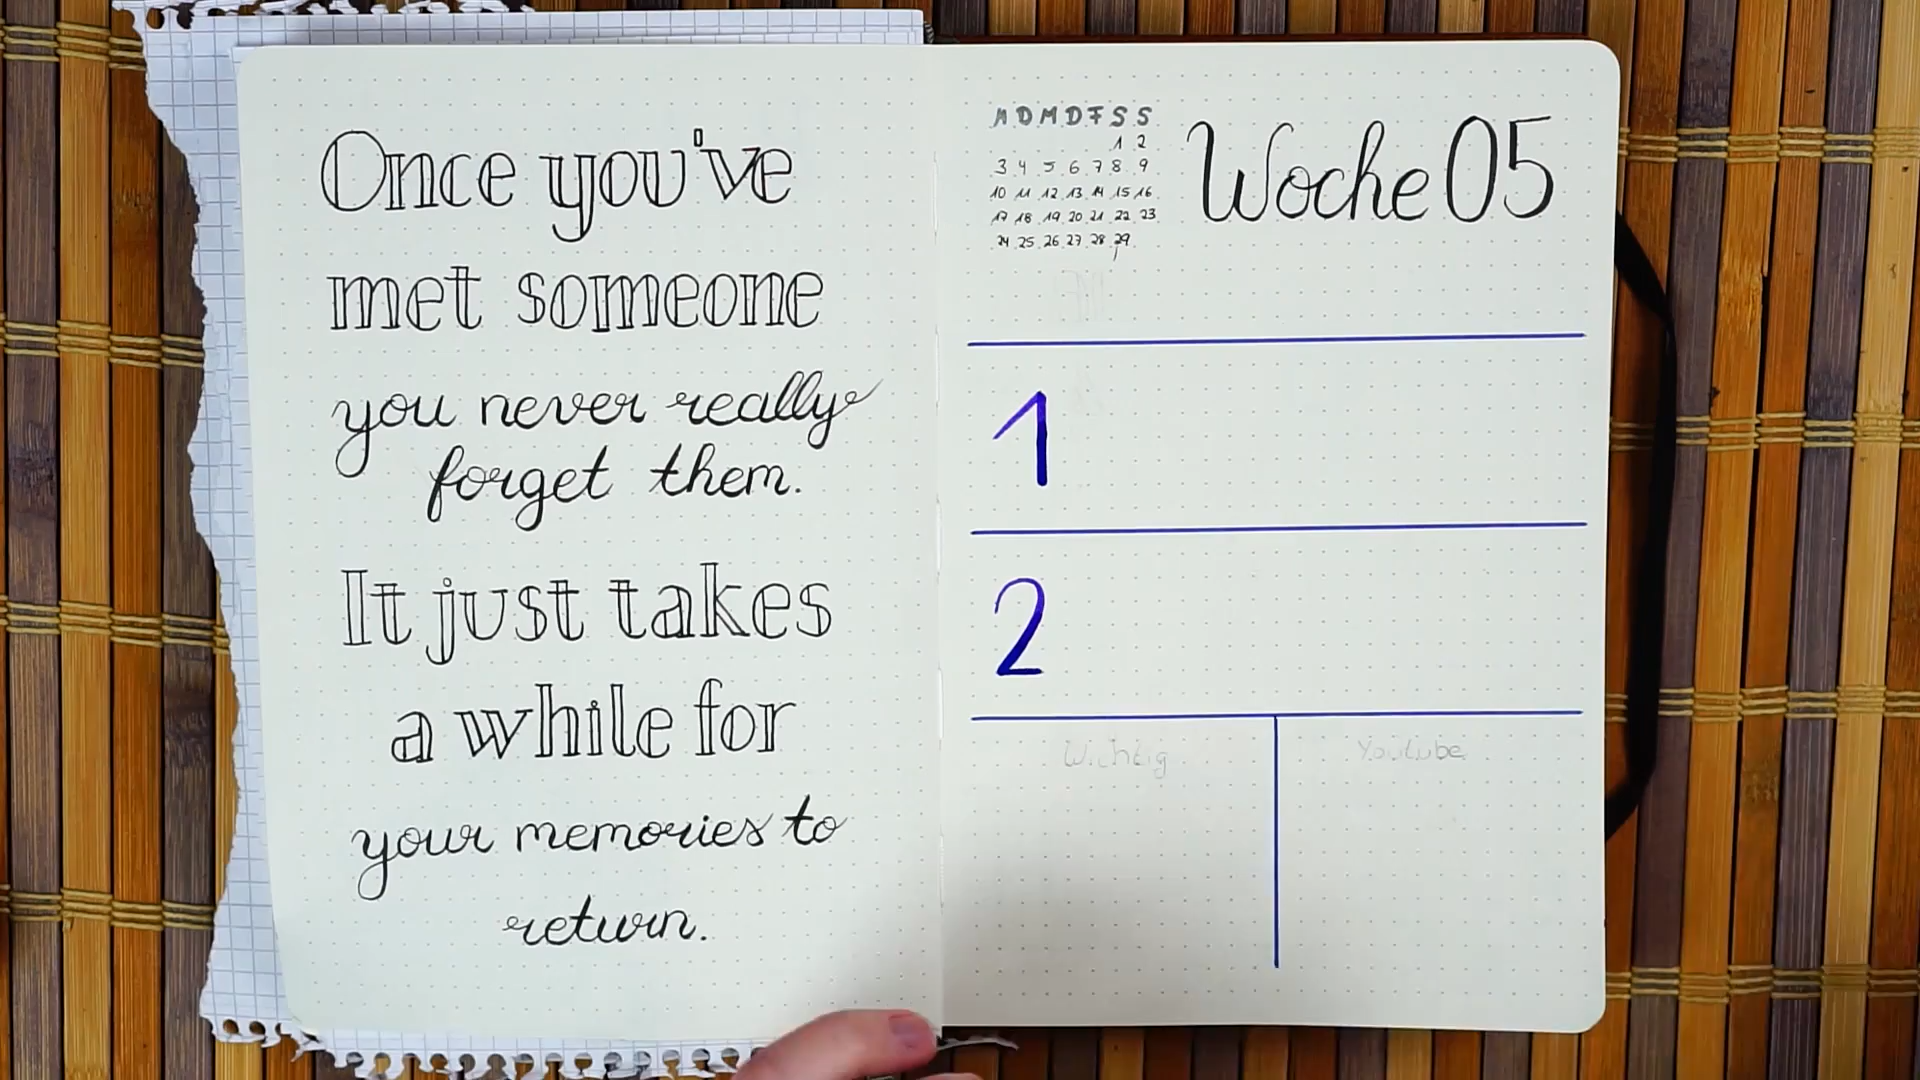 Once you've
met someone
you never really
forget them.
It just takes
a while for
your memories to
return.
M D M D F S S
1 2
3 4 5 6 7 8 9
10 11 12 13 14 15 16
17 18 19 20 21 22 23
24 25 26 27 28 29
Woche 05
1
2
Wichtig
Youtube